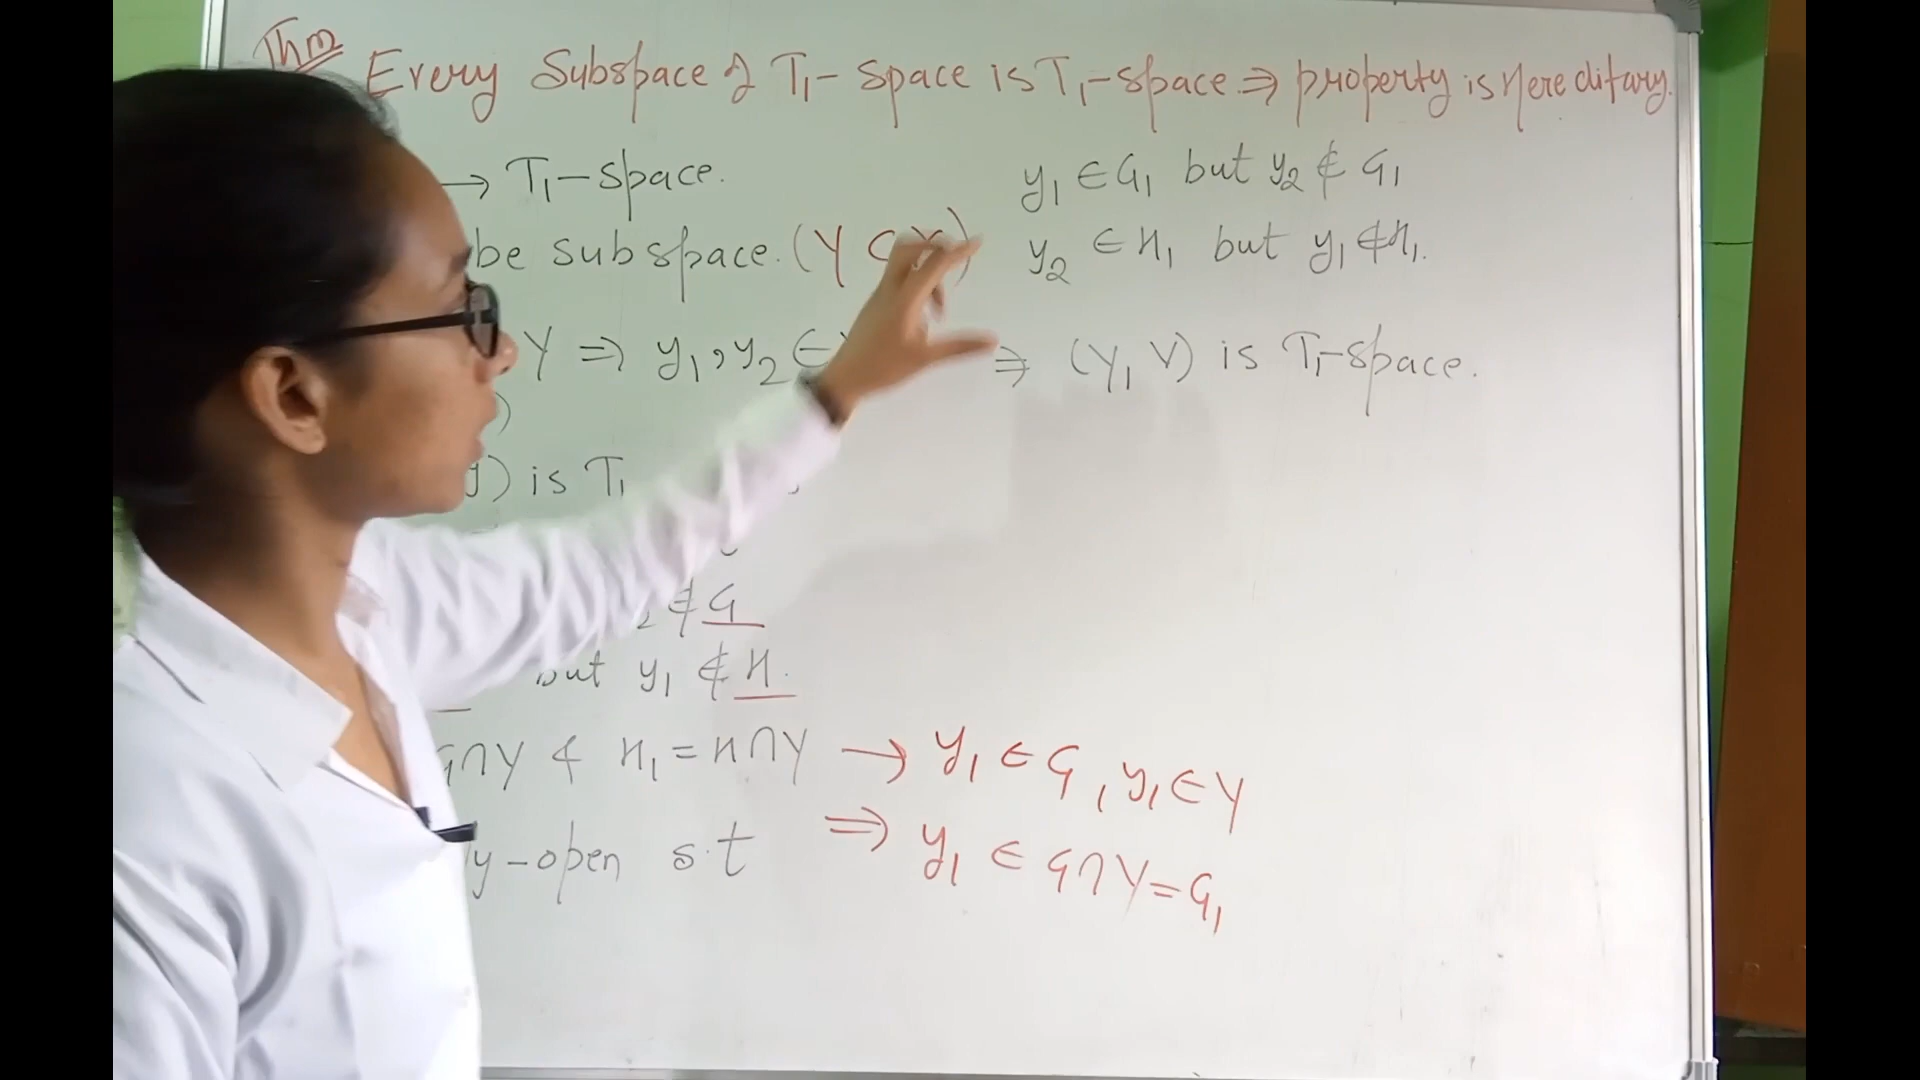 Thm
Every Subspace of T₁-space is T₁-space ⇒ property is Hereditary.
→ T₁-space.
be subspace. (Y ⊂ X)
Y ⇒ y₁, y₂ ∈
) is T₁
∉ G
but y₁ ∉ H.
G∩Y & H₁ = H∩Y → y₁ ∈ G, y₁ ∈ Y
y-open s.t ⇒ y₁ ∈ G∩Y = G₁
y₁ ∈ G₁ but y₂ ∉ G₁
y₂ ∈ H₁ but y₁ ∉ H₁.
⇒ (Y, V) is T₁-space.